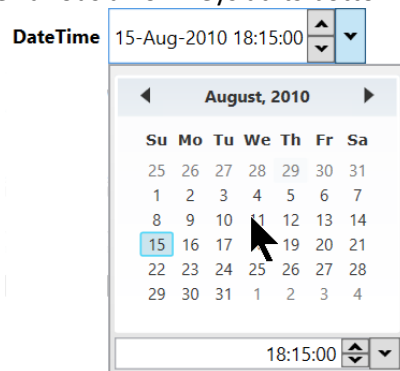 DateTime 15-Aug-2010 18:15:00
August, 2010
Su Mo Tu We Th Fr Sa
25 26 27 28 29 30 31
1 2 3 4 5 6 7
8 9 10 11 12 13 14
15 16 17 19 20 21
22 23 24 25 26 27 28
29 30 31 1 2 3 4
18:15:00